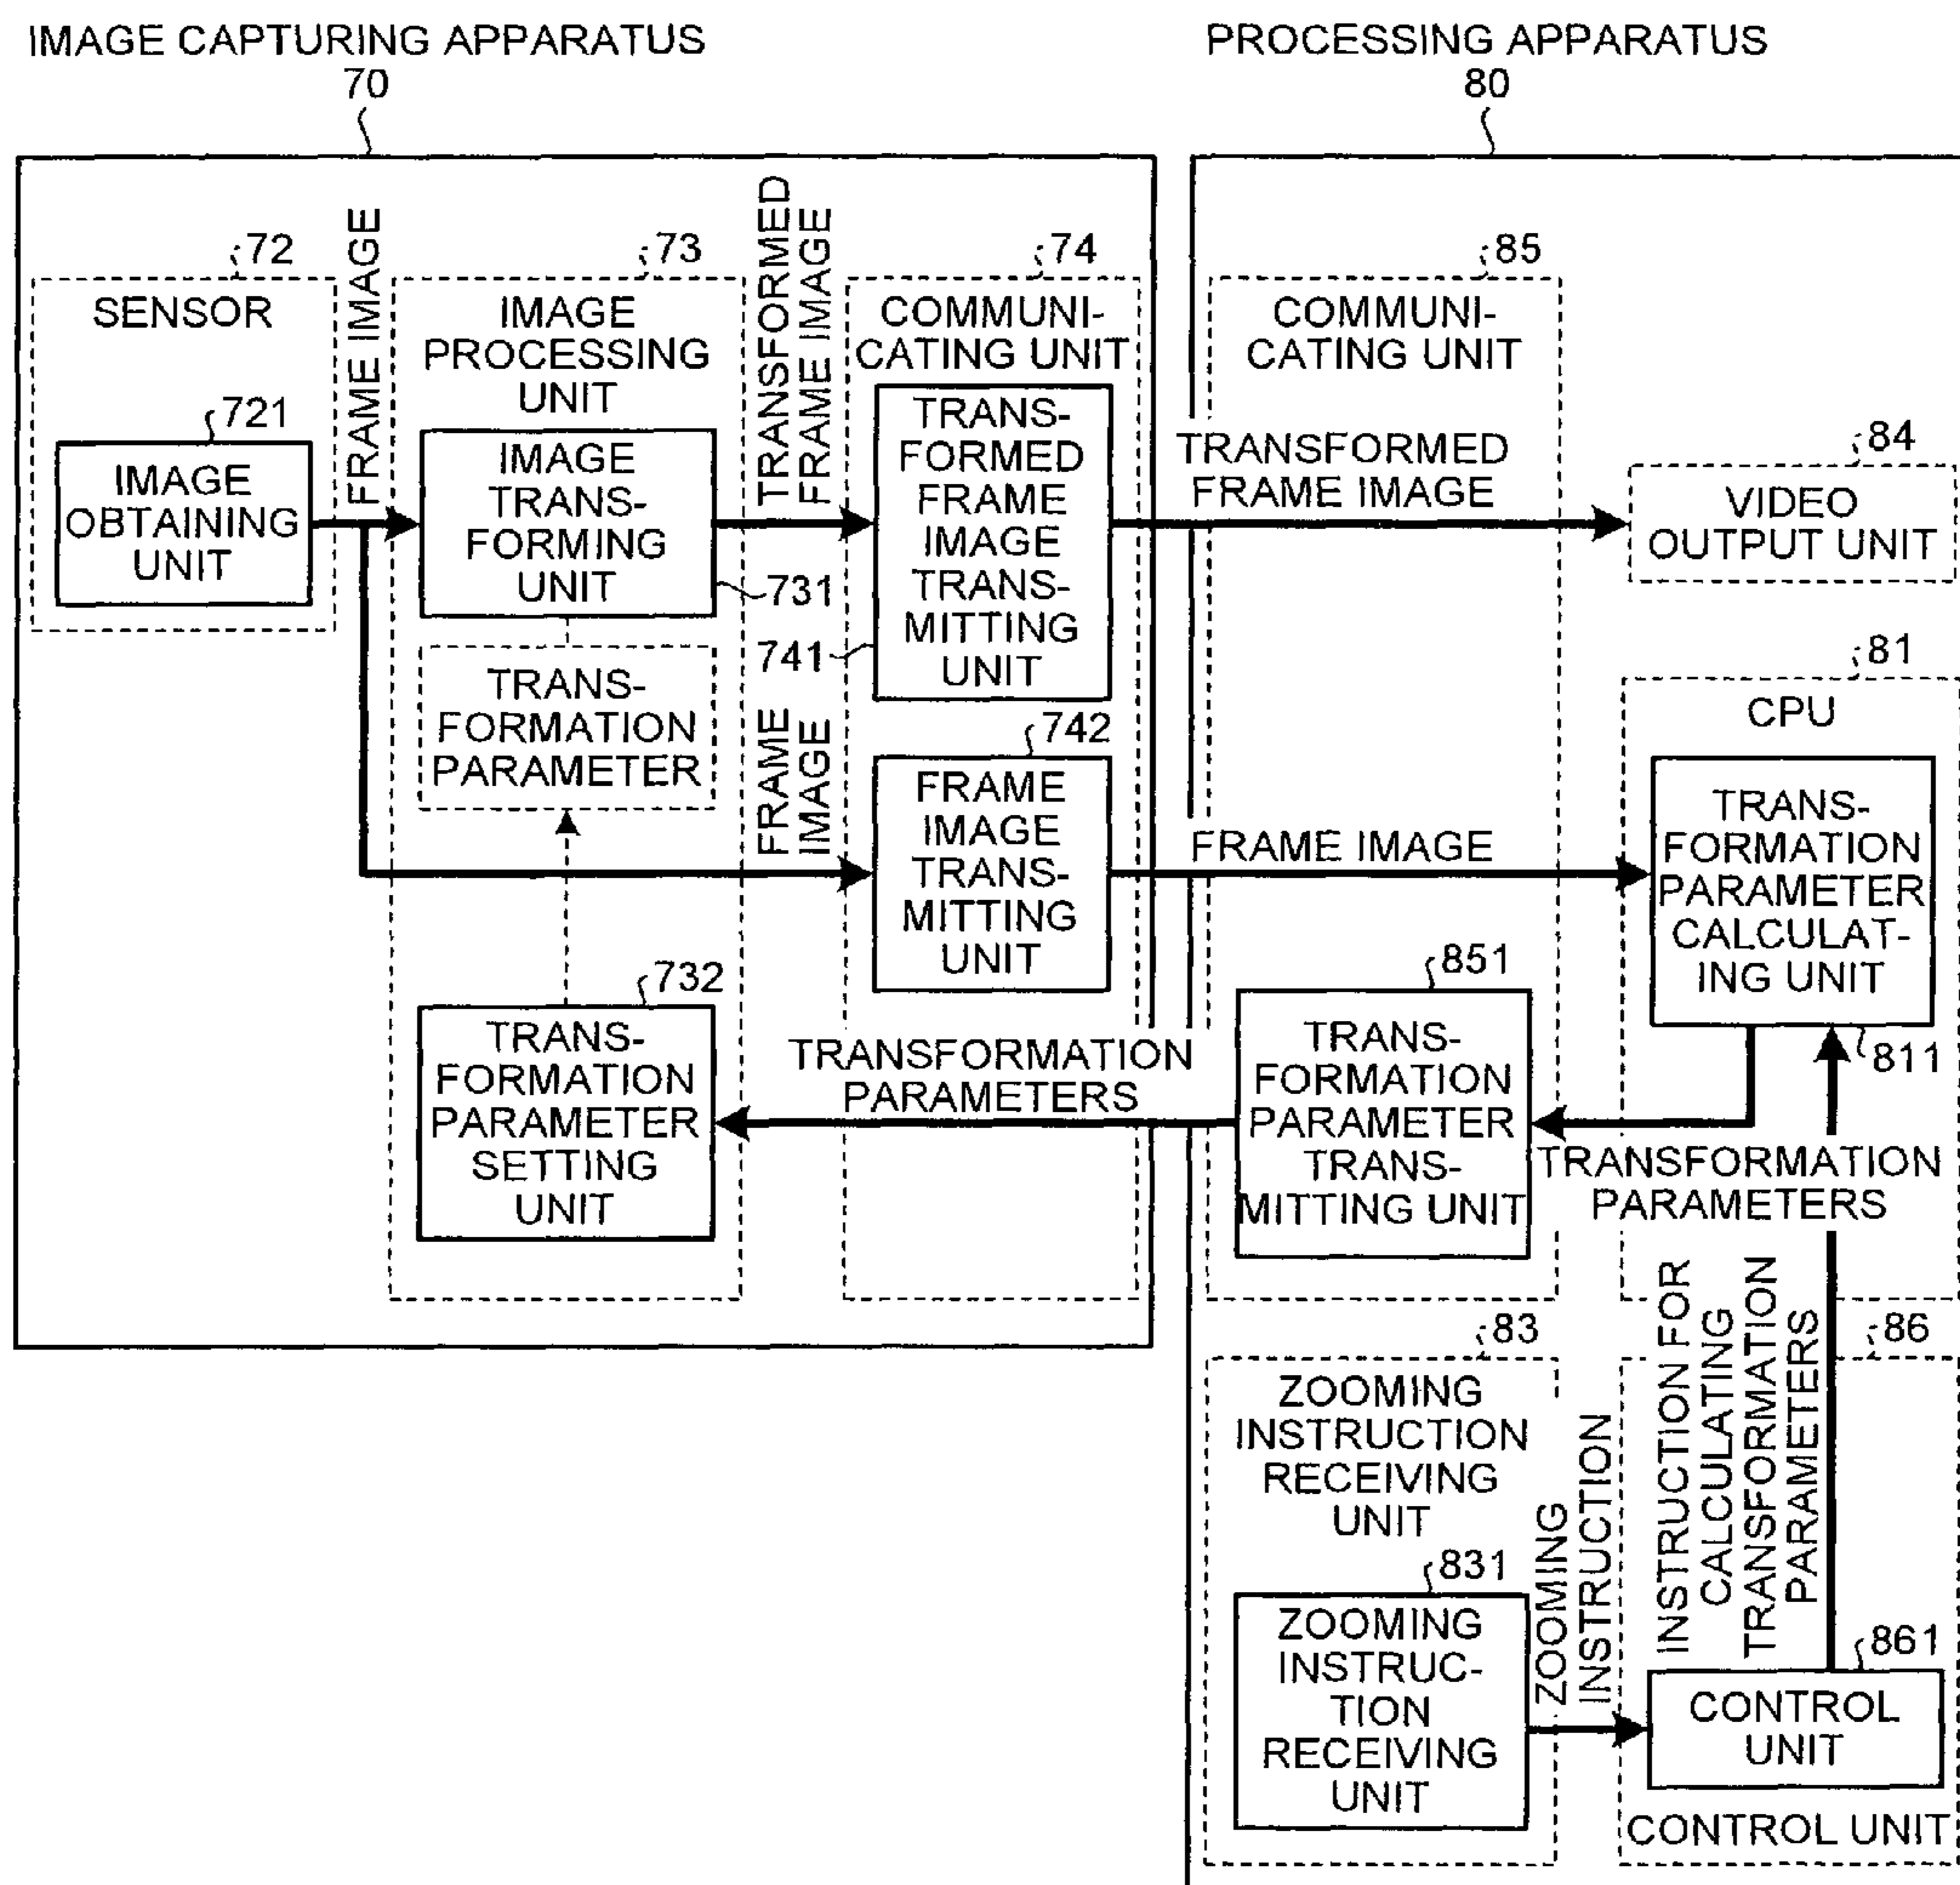 IMAGE CAPTURING APPARATUS
70
PROCESSING APPARATUS
80
72
SENSOR
721
IMAGE
OBTAINING
UNIT
FRAME IMAGE
73
IMAGE
PROCESSING
UNIT
IMAGE
TRANS-
FORMING
UNIT
731
TRANS-
FORMATION
PARAMETER
732
TRANS-
FORMATION
PARAMETER
SETTING
UNIT
TRANSFORMED
FRAME IMAGE
FRAME
IMAGE
74
COMMUNI-
CATING UNIT
TRANS-
FORMED
FRAME
IMAGE
TRANS-
MITTING
UNIT
741
742
FRAME
IMAGE
TRANS-
MITTING
UNIT
TRANSFORMATION
PARAMETERS
85
COMMUNI-
CATING UNIT
TRANSFORMED
FRAME IMAGE
FRAME IMAGE
851
TRANS-
FORMATION
PARAMETER
TRANS-
MITTING UNIT
84
VIDEO
OUTPUT UNIT
81
CPU
TRANS-
FORMATION
PARAMETER
CALCULAT-
ING UNIT
811
TRANSFORMATION
PARAMETERS
83
ZOOMING
INSTRUCTION
RECEIVING
UNIT
831
ZOOMING
INSTRUC-
TION
RECEIVING
UNIT
ZOOMING
INSTRUCTION
INSTRUCTION FOR
CALCULATING
TRANSFORMATION
PARAMETERS
86
861
CONTROL
UNIT
CONTROL UNIT